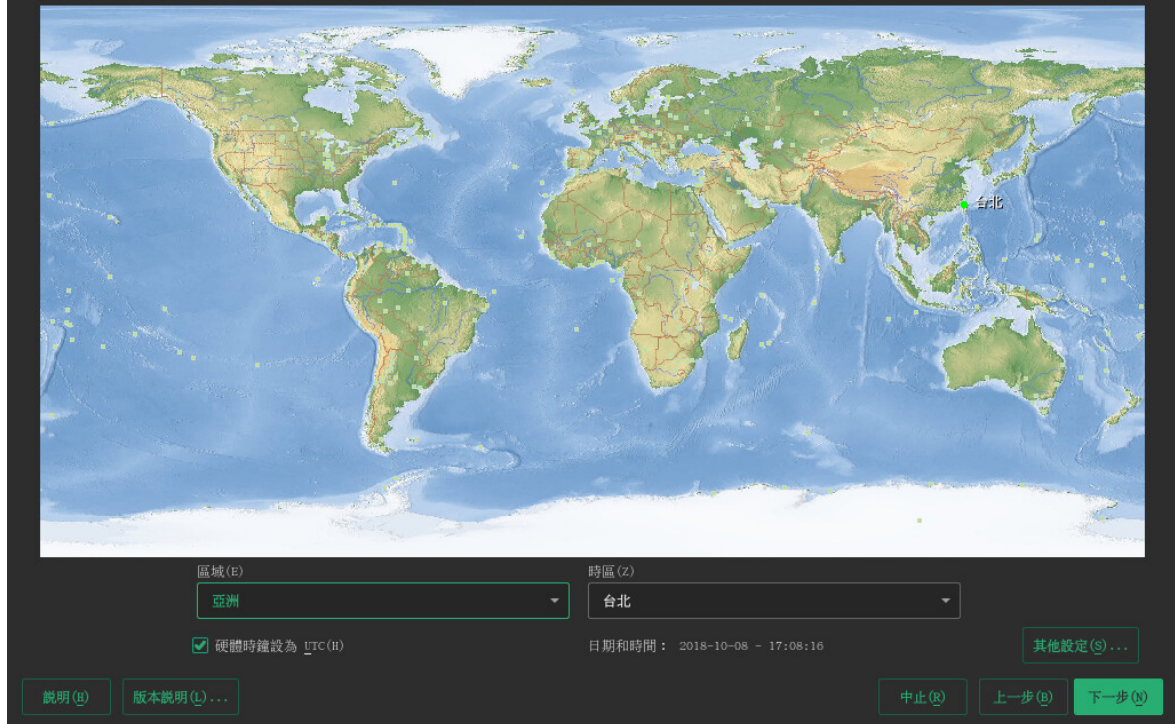 台北
區域(E) 時區(Z)
亞洲 台北
硬體時鐘設為 UTC(H) 日期和時間： 2018-10-08 - 17:08:16 其他設定(S)...
說明(H) 版本說明(L)... 中止(R) 上一步(B) 下一步(N)